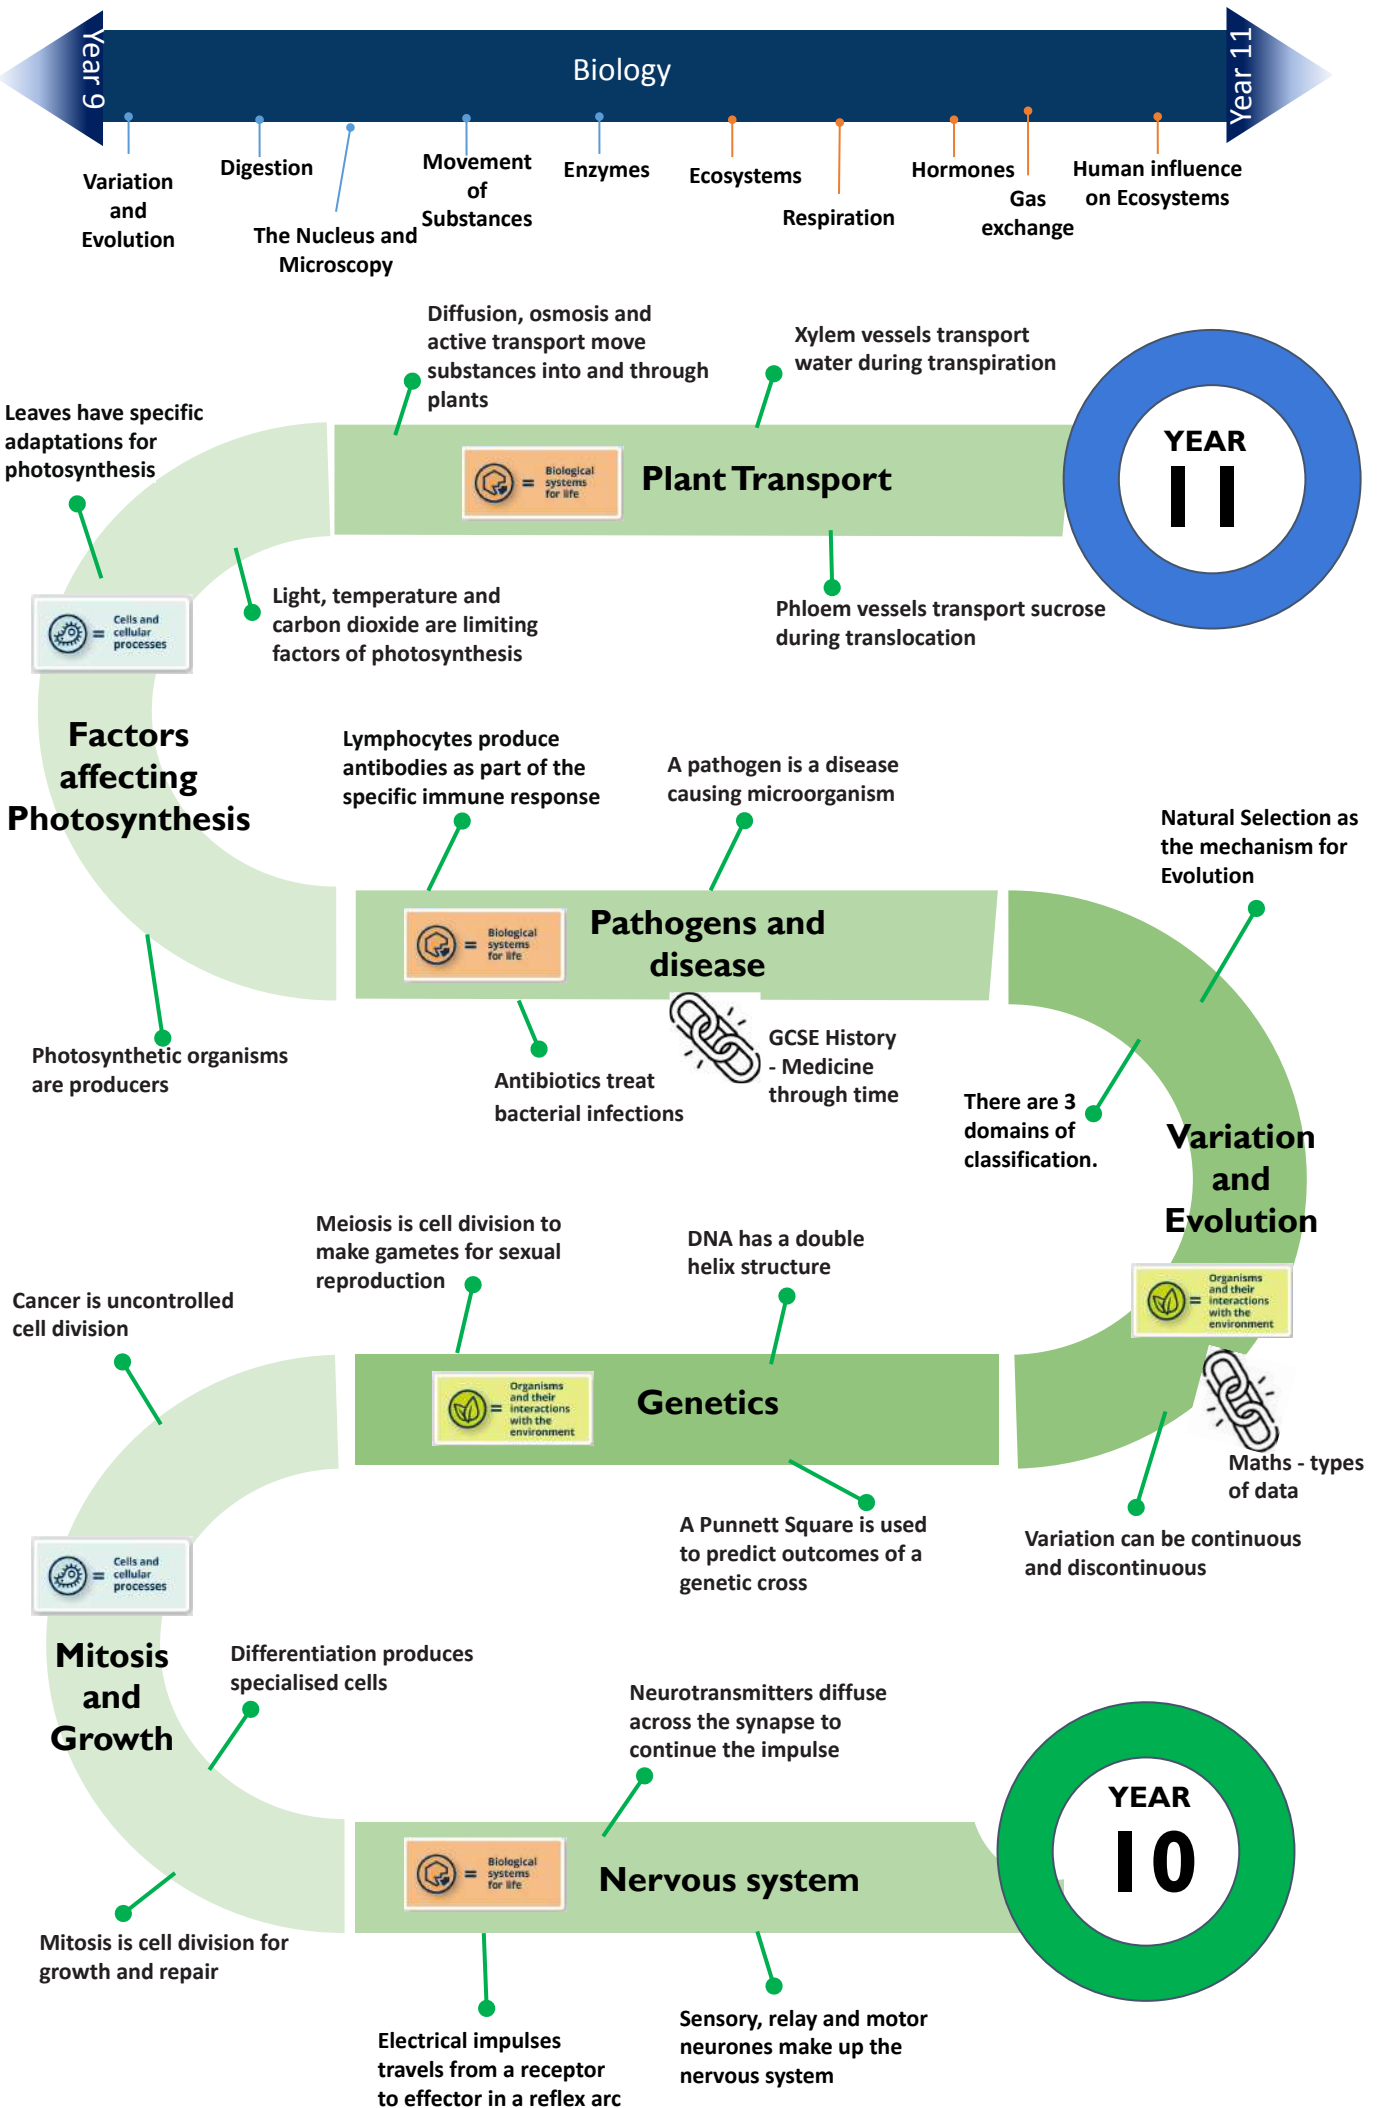 Year 9
Biology
Year 11
Variation
and
Evolution
Digestion
The Nucleus and
Microscopy
Movement
of
Substances
Enzymes
Ecosystems
Respiration
Hormones
Gas
exchange
Human influence
on Ecosystems
Diffusion, osmosis and
active transport move
substances into and through
plants
Xylem vessels transport
water during transpiration
Leaves have specific
adaptations for
photosynthesis
YEAR
11
=
Biological
systems
for life
Plant Transport
Light, temperature and
carbon dioxide are limiting
factors of photosynthesis
Phloem vessels transport sucrose
during translocation
=
Cells and
cellular
processes
Factors
affecting
Photosynthesis
Lymphocytes produce
antibodies as part of the
specific immune response
A pathogen is a disease
causing microorganism
Natural Selection as
the mechanism for
Evolution
=
Biological
systems
for life
Pathogens and
disease
Photosynthetic organisms
are producers
Antibiotics treat
bacterial infections
GCSE History
- Medicine
through time
There are 3
domains of
classification.
Variation
and
Evolution
=
Organisms
and their
interactions
with the
environment
Meiosis is cell division to
make gametes for sexual
reproduction
DNA has a double
helix structure
Cancer is uncontrolled
cell division
=
Organisms
and their
interactions
with the
environment
Genetics
Maths - types
of data
A Punnett Square is used
to predict outcomes of a
genetic cross
Variation can be continuous
and discontinuous
=
Cells and
cellular
processes
Mitosis
and
Growth
Differentiation produces
specialised cells
Neurotransmitters diffuse
across the synapse to
continue the impulse
YEAR
10
=
Biological
systems
for life
Nervous system
Mitosis is cell division for
growth and repair
Electrical impulses
travels from a receptor
to effector in a reflex arc
Sensory, relay and motor
neurones make up the
nervous system